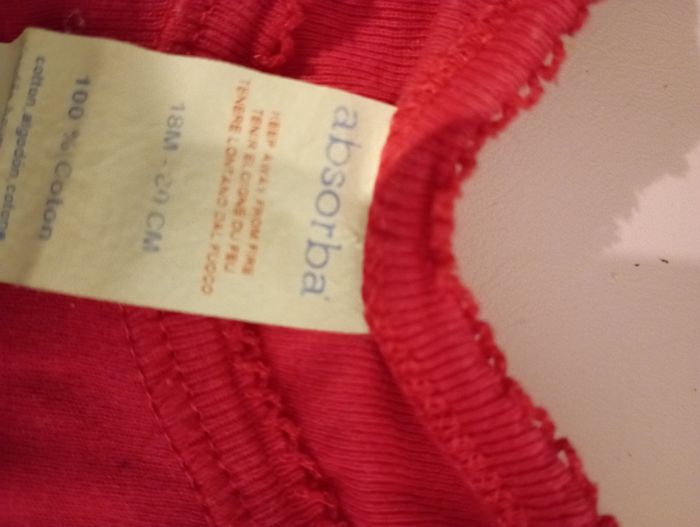 absorba
KEEP AWAY FROM FIRE
TENIR ELOIGNE DU FEU
TENERE LONTANO DAL FUOCO
18M - 80 CM
100 % Coton
cotton.algodon.cotone